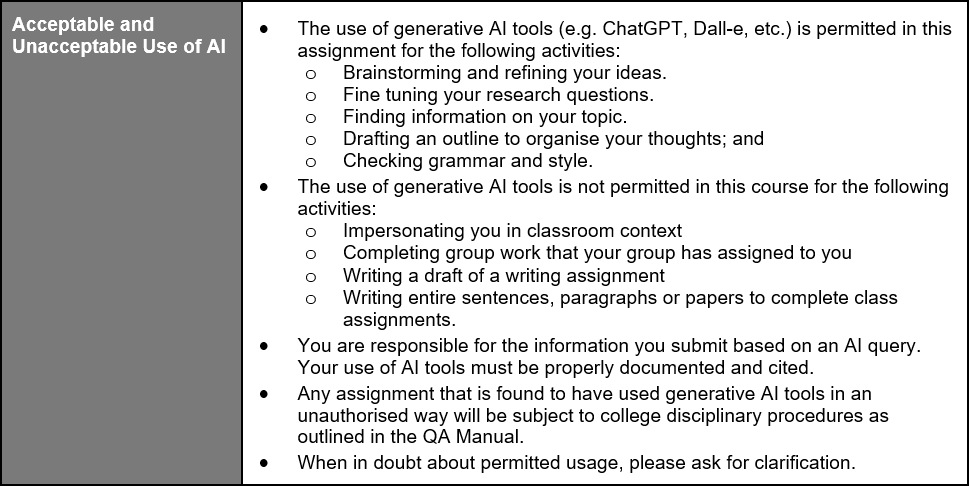 Acceptable and
Unacceptable Use of AI
● The use of generative AI tools (e.g. ChatGPT, Dall-e, etc.) is permitted in this
assignment for the following activities:
o Brainstorming and refining your ideas.
o Fine tuning your research questions.
o Finding information on your topic.
o Drafting an outline to organise your thoughts; and
o Checking grammar and style.
● The use of generative AI tools is not permitted in this course for the following
activities:
o Impersonating you in classroom context
o Completing group work that your group has assigned to you
o Writing a draft of a writing assignment
o Writing entire sentences, paragraphs or papers to complete class
assignments.
● You are responsible for the information you submit based on an AI query.
Your use of AI tools must be properly documented and cited.
● Any assignment that is found to have used generative AI tools in an
unauthorised way will be subject to college disciplinary procedures as
outlined in the QA Manual.
● When in doubt about permitted usage, please ask for clarification.